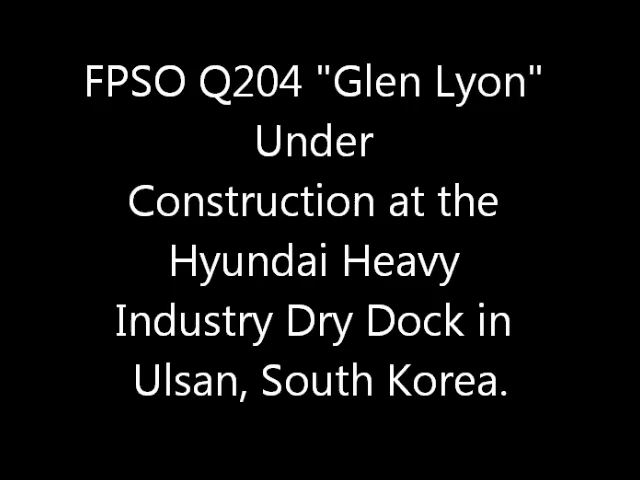 FPSO Q204 "Glen Lyon"
Under
Construction at the
Hyundai Heavy
Industry Dry Dock in
Ulsan, South Korea.